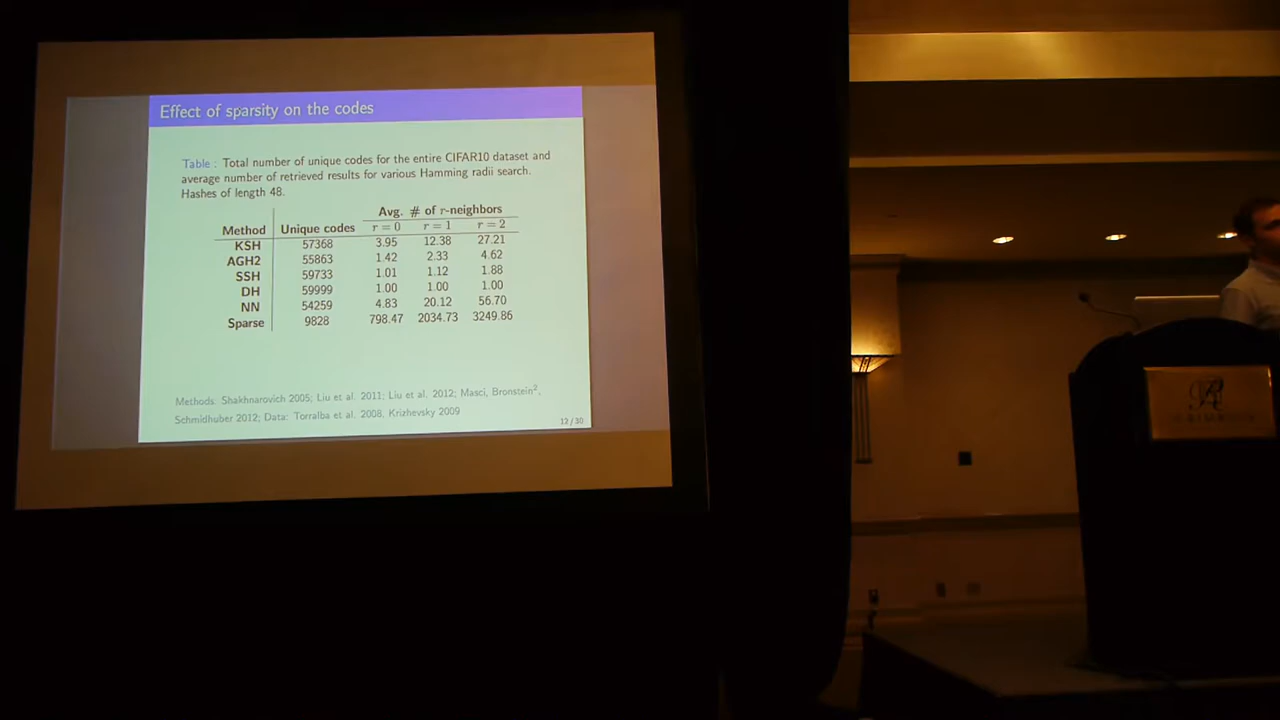 Effect of sparsity on the codes
Table : Total number of unique codes for the entire CIFAR10 dataset and
average number of retrieved results for various Hamming radii search.
Hashes of length 48.
Avg. # of r-neighbors
Method Unique codes r = 0 r = 1 r = 2
KSH 57368 3.95 12.38 27.21
AGH2 55863 1.42 2.33 4.62
SSH 59733 1.01 1.12 1.88
DH 59999 1.00 1.00 1.00
NN 54259 4.83 20.12 56.70
Sparse 9828 798.47 2034.73 3249.86
Methods: Shakhnarovich 2005; Liu et al. 2011; Liu et al. 2012; Masci, Bronstein²,
Schmidhuber 2012; Data: Torralba et al. 2008, Krizhevsky 2009
12/30